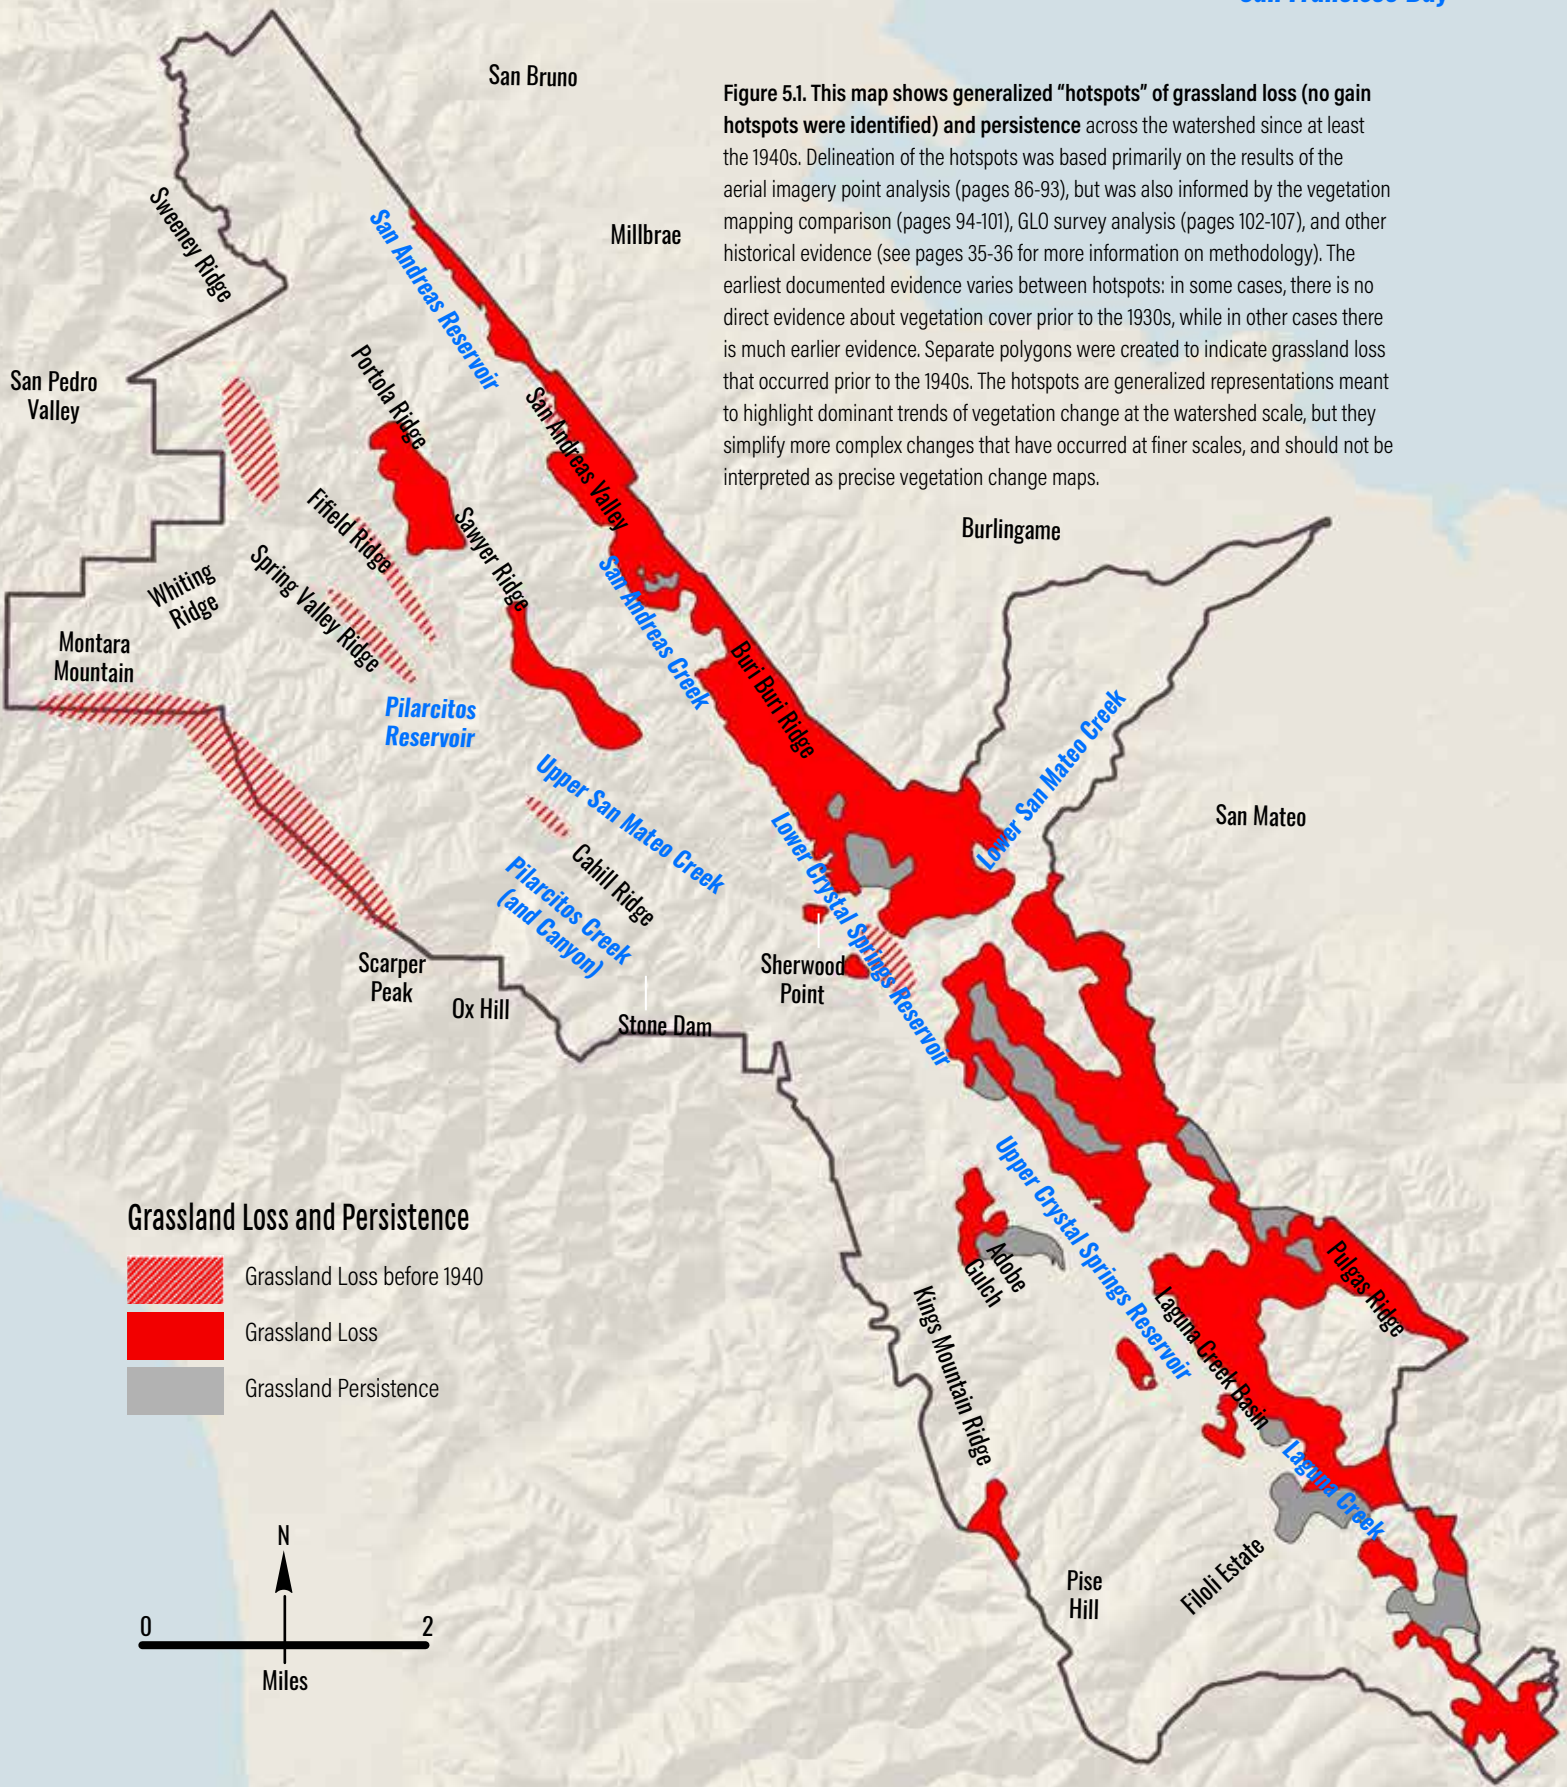 San Francisco Bay
San Bruno
Figure 5.1. This map shows generalized “hotspots” of grassland loss (no gain
hotspots were identified) and persistence across the watershed since at least
the 1940s. Delineation of the hotspots was based primarily on the results of the
aerial imagery point analysis (pages 86-93), but was also informed by the vegetation
mapping comparison (pages 94-101), GLO survey analysis (pages 102-107), and other
historical evidence (see pages 35-36 for more information on methodology). The
earliest documented evidence varies between hotspots: in some cases, there is no
direct evidence about vegetation cover prior to the 1930s, while in other cases there
is much earlier evidence. Separate polygons were created to indicate grassland loss
that occurred prior to the 1940s. The hotspots are generalized representations meant
to highlight dominant trends of vegetation change at the watershed scale, but they
simplify more complex changes that have occurred at finer scales, and should not be
interpreted as precise vegetation change maps.
Sweeney Ridge
San Andreas Reservoir
Millbrae
San Pedro
Valley
Portola Ridge
San Andreas Valley
Fifield Ridge
Sawyer Ridge
Burlingame
Whiting
Ridge
Spring Valley Ridge
San Andreas Creek
Montara
Mountain
Buri Buri Ridge
Pilarcitos
Reservoir
Lower San Mateo Creek
Upper San Mateo Creek
San Mateo
Cahill Ridge
Pilarcitos Creek
(and Canyon)
Lower Crystal Springs Reservoir
Scarper
Peak
Sherwood
Point
Ox Hill
Stone Dam
Upper Crystal Springs Reservoir
Adobe
Gulch
Kings Mountain Ridge
Pulgas Ridge
Laguna Creek Basin
Laguna Creek
Filoli Estate
Pise
Hill
Grassland Loss and Persistence
Grassland Loss before 1940
Grassland Loss
Grassland Persistence
N
0
2
Miles